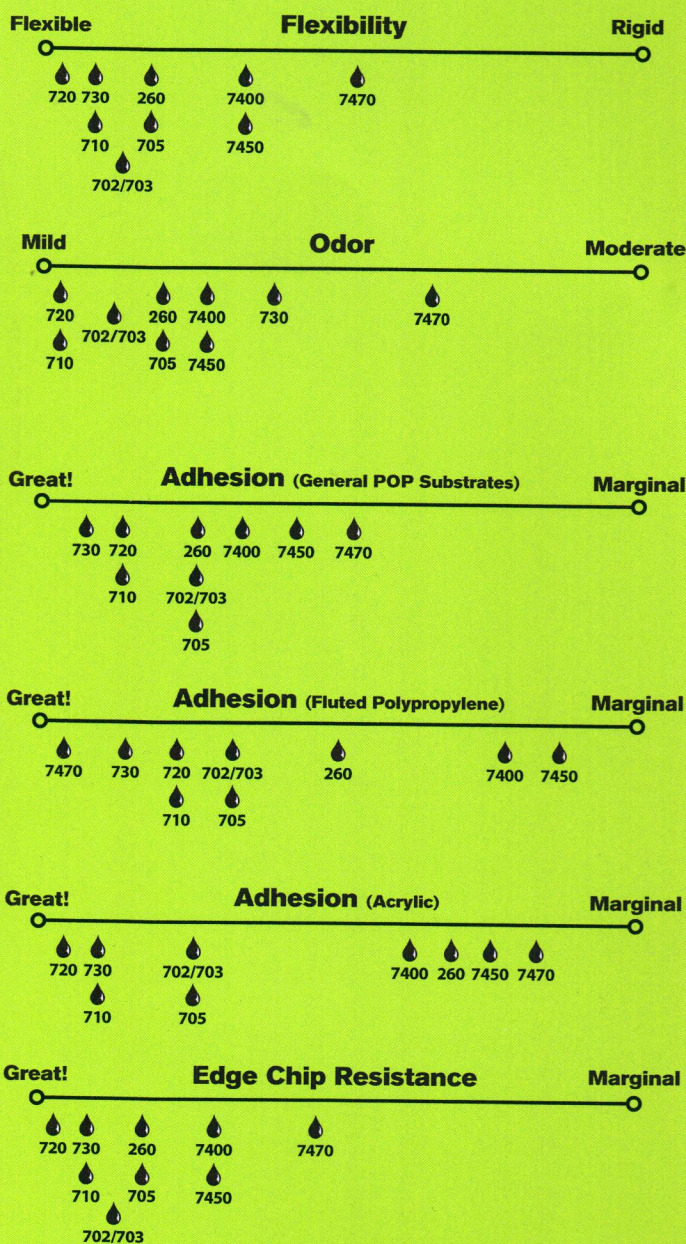 Flexible Flexibility Rigid
720 730 260 7400 7470
710 705 7450
702/703
Mild Odor Moderate
720 702/703 260 7400 730 7470
710 705 7450
Great! Adhesion (General POP Substrates) Marginal
730 720 260 7400 7450 7470
710 702/703
705
Great! Adhesion (Fluted Polypropylene) Marginal
7470 730 720 702/703 260 7400 7450
710 705
Great! Adhesion (Acrylic) Marginal
720 730 702/703 7400 260 7450 7470
710 705
Great! Edge Chip Resistance Marginal
720 730 260 7400 7470
710 705 7450
702/703